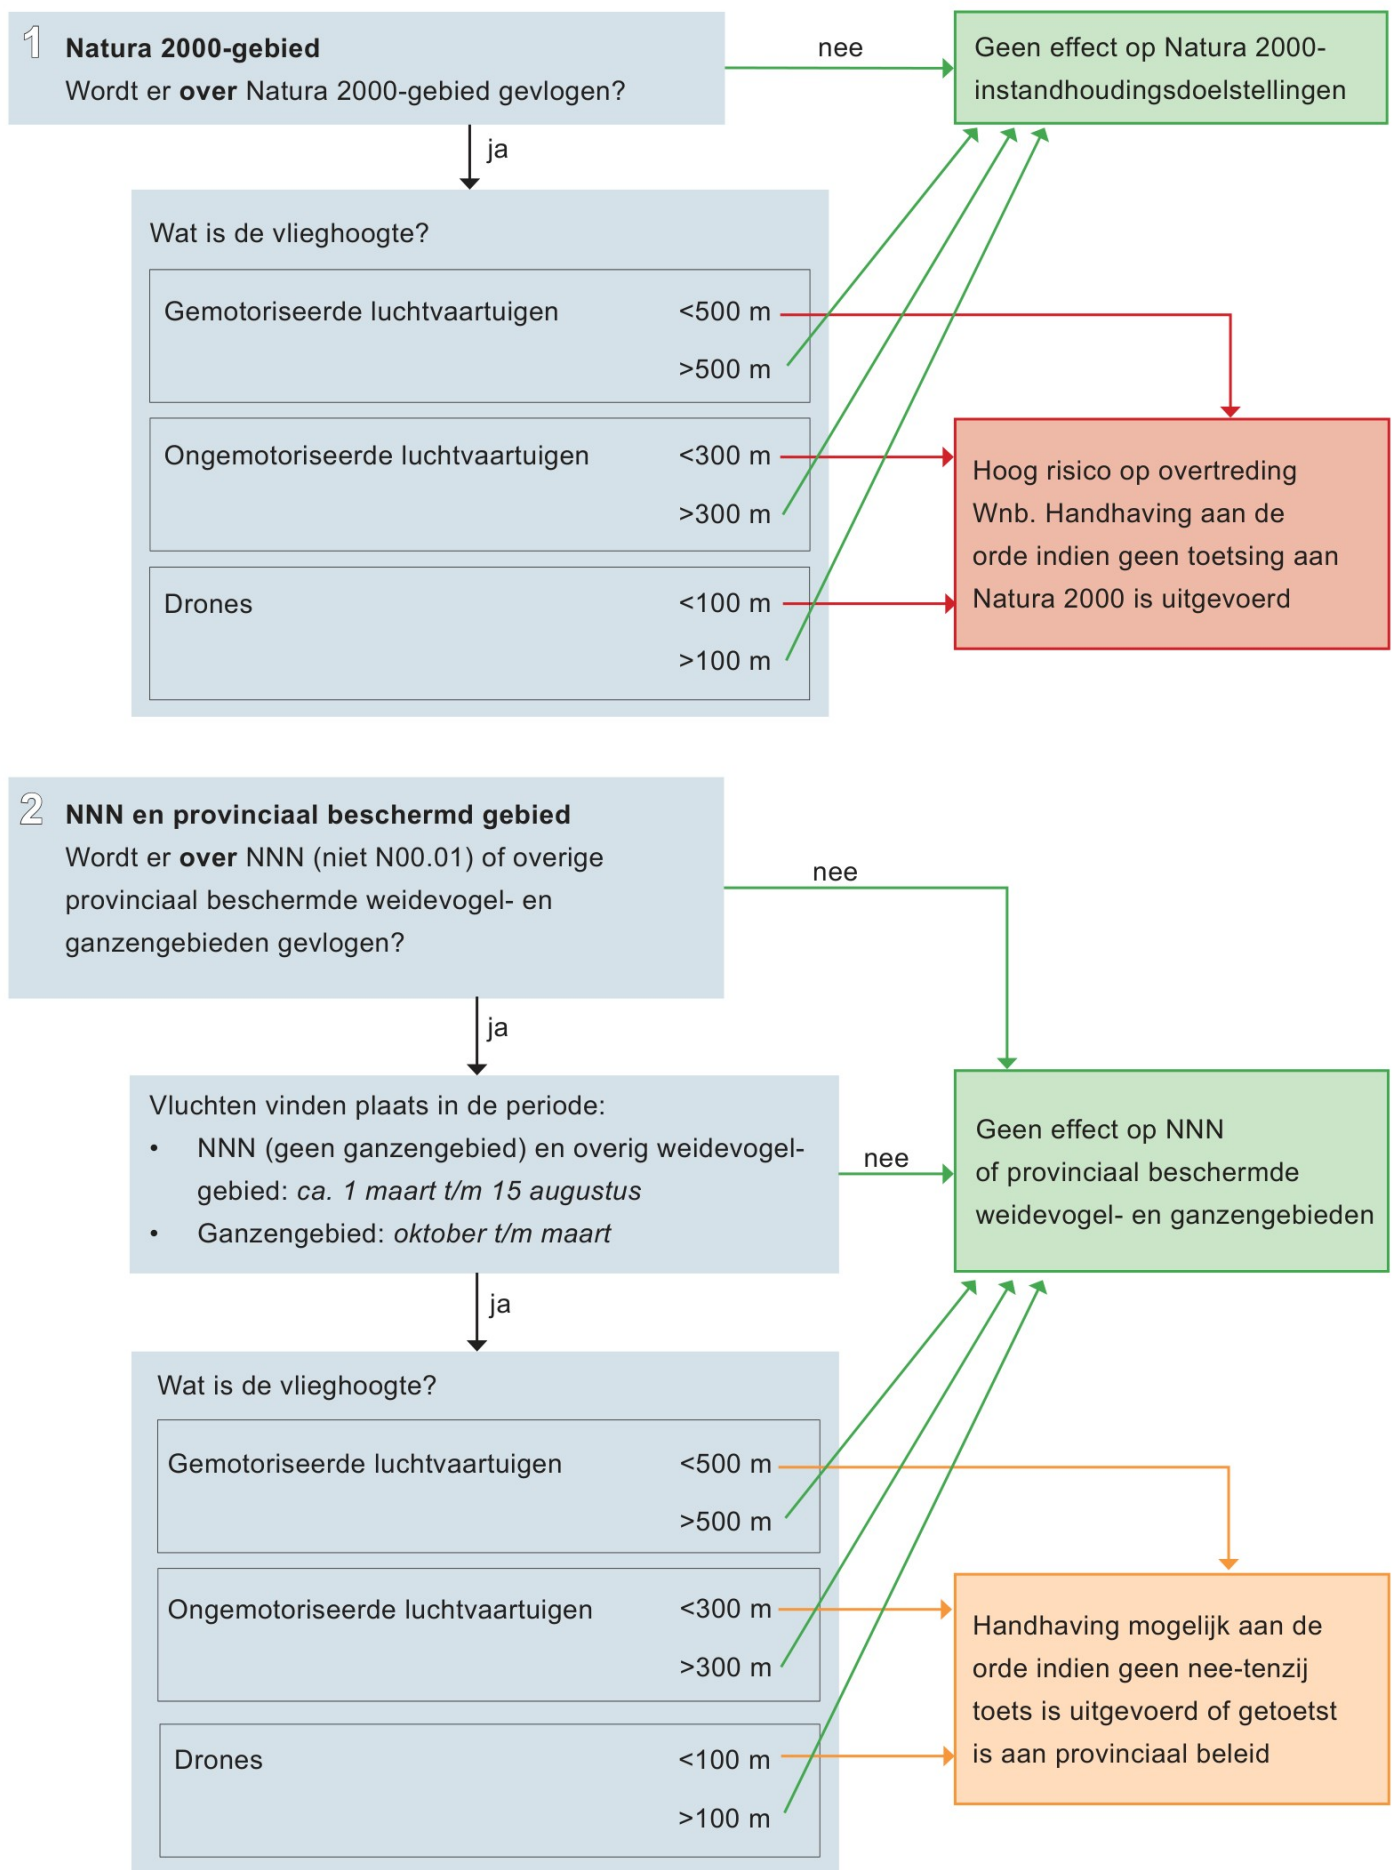 1 Natura 2000-gebied
Wordt er over Natura 2000-gebied gevlogen?
nee
Geen effect op Natura 2000-
instandhoudingsdoelstellingen
ja
Wat is de vlieghoogte?
Gemotoriseerde luchtvaartuigen <500 m
>500 m
Ongemotoriseerde luchtvaartuigen <300 m
>300 m
Drones <100 m
>100 m
Hoog risico op overtreding
Wnb. Handhaving aan de
orde indien geen toetsing aan
Natura 2000 is uitgevoerd
2 NNN en provinciaal beschermd gebied
Wordt er over NNN (niet N00.01) of overige
provinciaal beschermde weidevogel- en
ganzengebieden gevlogen?
nee
ja
Vluchten vinden plaats in de periode:
• NNN (geen ganzengebied) en overig weidevogel-
gebied: ca. 1 maart t/m 15 augustus
• Ganzengebied: oktober t/m maart
nee
Geen effect op NNN
of provinciaal beschermde
weidevogel- en ganzengebieden
ja
Wat is de vlieghoogte?
Gemotoriseerde luchtvaartuigen <500 m
>500 m
Ongemotoriseerde luchtvaartuigen <300 m
>300 m
Drones <100 m
>100 m
Handhaving mogelijk aan de
orde indien geen nee-tenzij
toets is uitgevoerd of getoetst
is aan provinciaal beleid